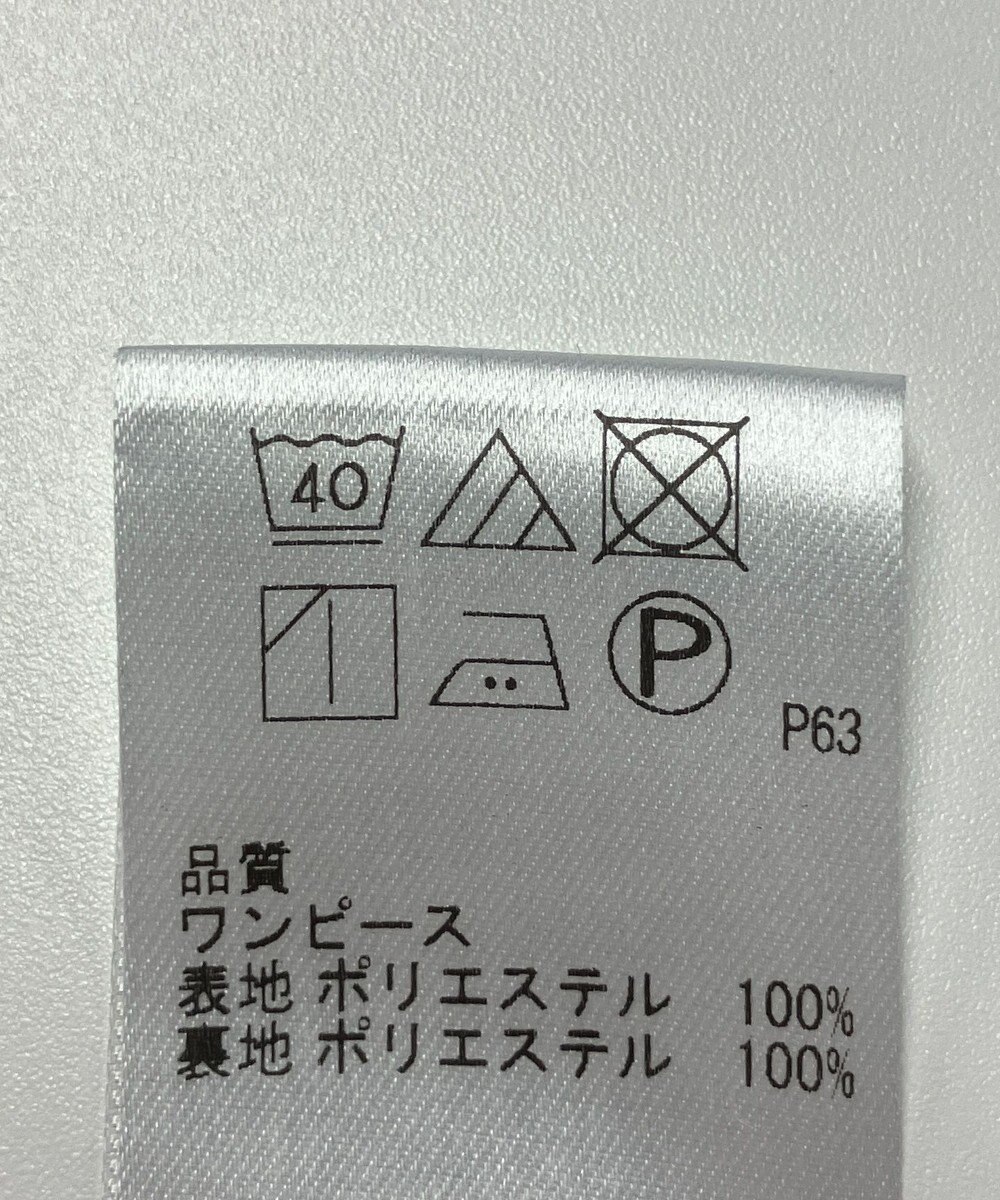 40
P
P63
品質
ワンピース
表地 ポリエステル 100%
裏地 ポリエステル 100%